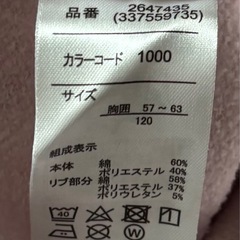 品番 2647435
(337559735)
カラーコード 1000
サイズ
胸囲 57～63
120
組成表示
本体 綿 60%
ポリエステル 40%
リブ部分 綿 58%
ポリエステル 37%
ポリウレタン 5%
40